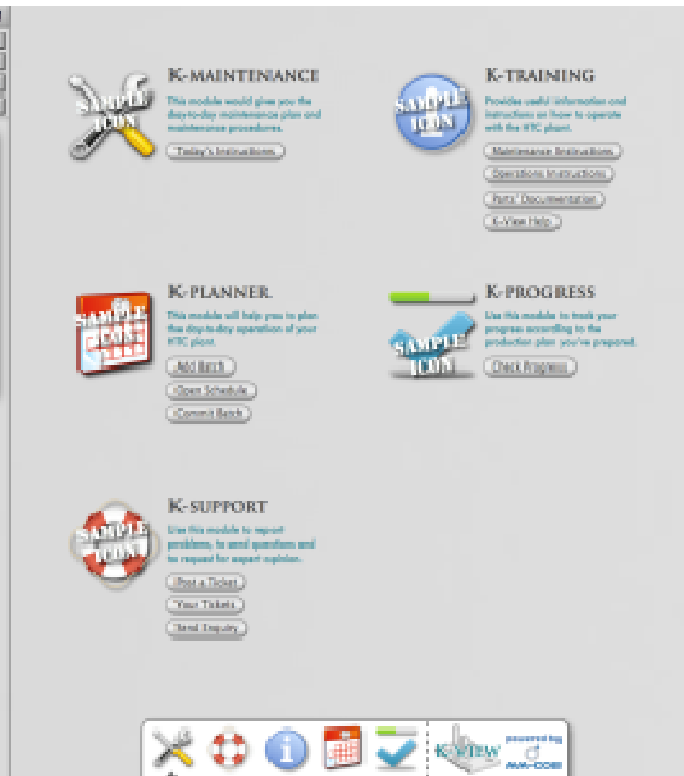 K-MAINTENANCE
This module would give you the
day-to-day maintenance plan and
maintenance procedures.
Today's Instructions
SAMPLE
ICON
K-TRAINING
Provides useful information and
instructions on how to operate
with the HTC plant.
Maintenance Instructions
Operations Instructions
Parts' Documentation
K-View Help
SAMPLE
ICON
K-PLANNER
This module will help you to plan
the day-to-day operation of your
HTC plant.
Add Batch
Open Schedule
Commit Batch
SAMPLE
ICON
K-PROGRESS
Use this module to track your
progress according to the
production plan you've prepared.
Check Progress
SAMPLE
ICON
K-SUPPORT
Use this module to report
problems, to send questions and
to request for expert opinion.
Post a Ticket
Your Tickets
Send Enquiry
SAMPLE
ICON
K-VIEW
powered by
AVA-CO2